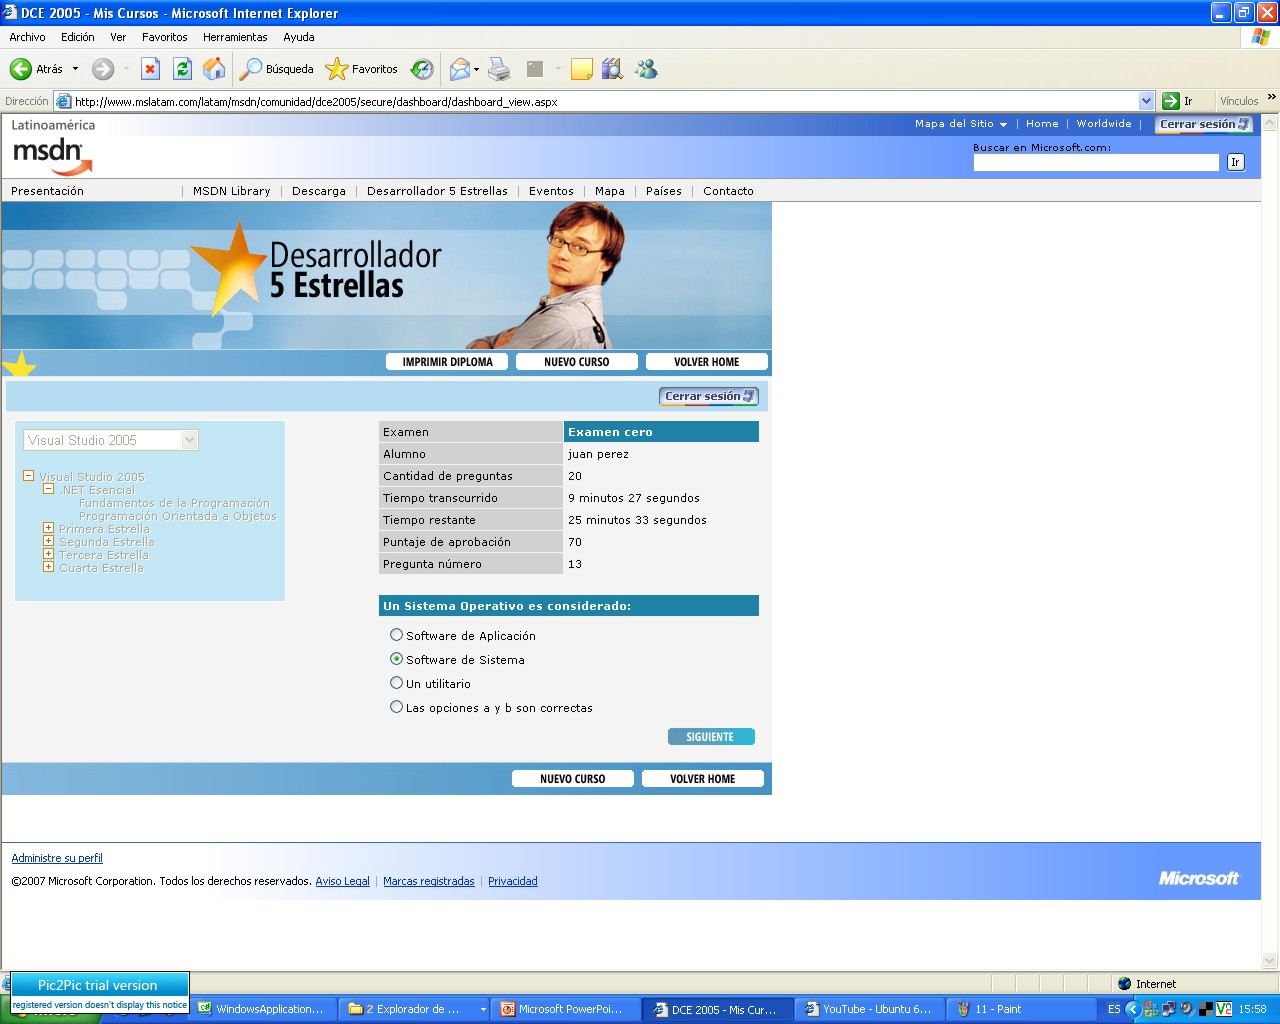 DCE 2005 - Mis Cursos - Microsoft Internet Explorer
Archivo Edición Ver Favoritos Herramientas Ayuda
Atrás Búsqueda Favoritos
Dirección http://www.mslatam.com/latam/msdn/comunidad/dce2005/secure/dashboard/dashboard_view.aspx Ir Vínculos »
Latinoamérica
msdn
Mapa del Sitio | Home | Worldwide | Cerrar sesión
Buscar en Microsoft.com:
Ir
Presentación | MSDN Library | Descarga | Desarrollador 5 Estrellas | Eventos | Mapa | Países | Contacto
Desarrollador
5 Estrellas
IMPRIMIR DIPLOMA NUEVO CURSO VOLVER HOME
Cerrar sesión
Visual Studio 2005
Visual Studio 2005
.NET Esencial
Fundamentos de la Programación
Programación Orientada a Objetos
Primera Estrella
Segunda Estrella
Tercera Estrella
Cuarta Estrella
Examen Examen cero
Alumno juan perez
Cantidad de preguntas 20
Tiempo transcurrido 9 minutos 27 segundos
Tiempo restante 25 minutos 33 segundos
Puntaje de aprobación 70
Pregunta número 13
Un Sistema Operativo es considerado:
Software de Aplicación
Software de Sistema
Un utilitario
Las opciones a y b son correctas
SIGUIENTE
NUEVO CURSO VOLVER HOME
Administre su perfil
©2007 Microsoft Corporation. Todos los derechos reservados. Aviso Legal | Marcas registradas | Privacidad
Microsoft
Internet
Pic2Pic trial version
registered version doesn't display this notice
WindowsApplication... 2 Explorador de ... Microsoft PowerPoi... DCE 2005 - Mis Cur... YouTube - Ubuntu 6... 11 - Paint ES 15:58